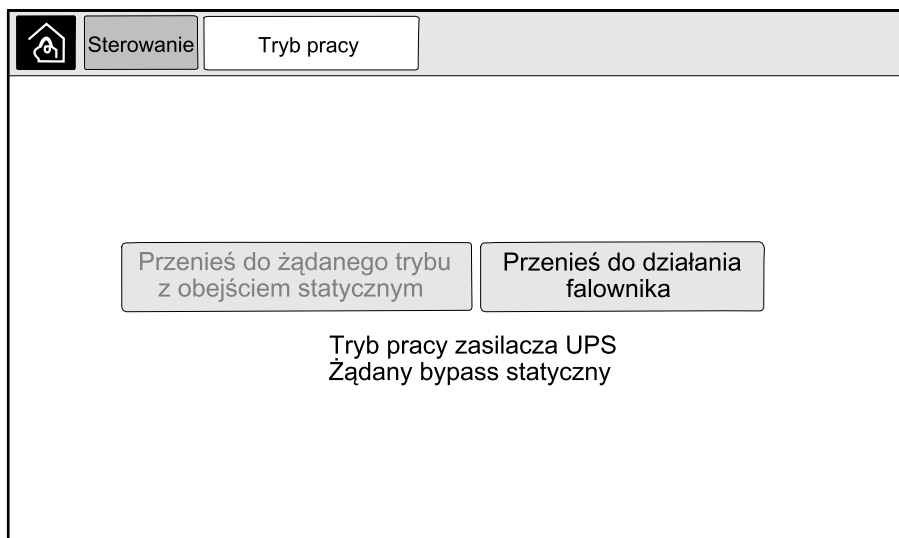 Sterowanie
Tryb pracy
Przenieś do żądanego trybu
z obejściem statycznym
Przenieś do działania
falownika
Tryb pracy zasilacza UPS
Żądany bypass statyczny